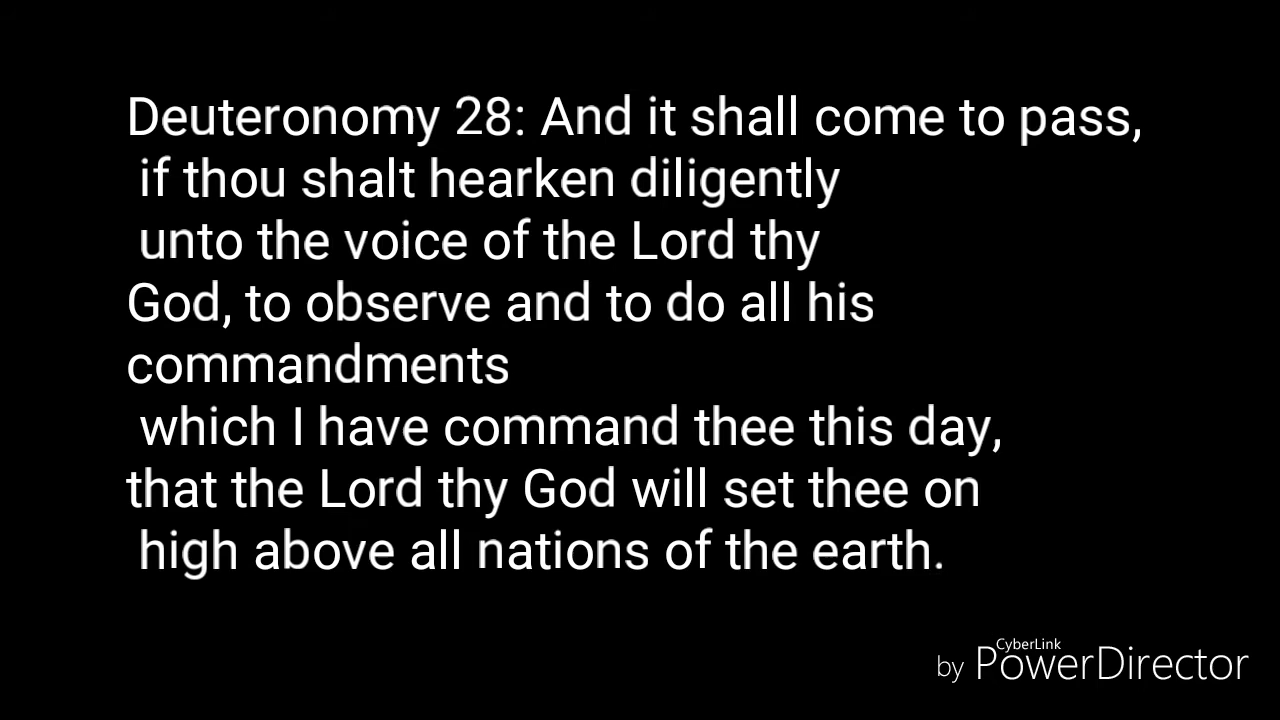 Deuteronomy 28: And it shall come to pass,
if thou shalt hearken diligently
unto the voice of the Lord thy
God, to observe and to do all his
commandments
which I have command thee this day,
that the Lord thy God will set thee on
high above all nations of the earth.
CyberLink
by PowerDirector